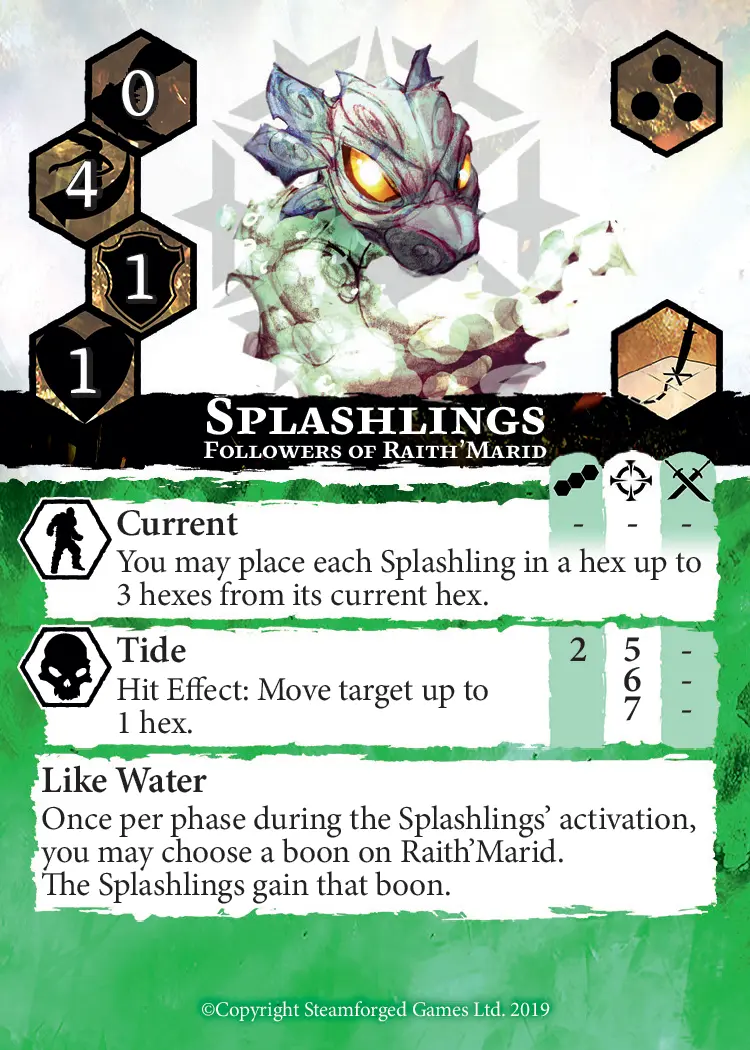 0
4
1
1
SPLASHLINGS
FOLLOWERS OF RAITH'MARID
Current - - -
You may place each Splashling in a hex up to
3 hexes from its current hex.
Tide 2 5 -
6 -
7 -
Hit Effect: Move target up to
1 hex.
Like Water
Once per phase during the Splashlings' activation,
you may choose a boon on Raith'Marid.
The Splashlings gain that boon.
©Copyright Steamforged Games Ltd. 2019